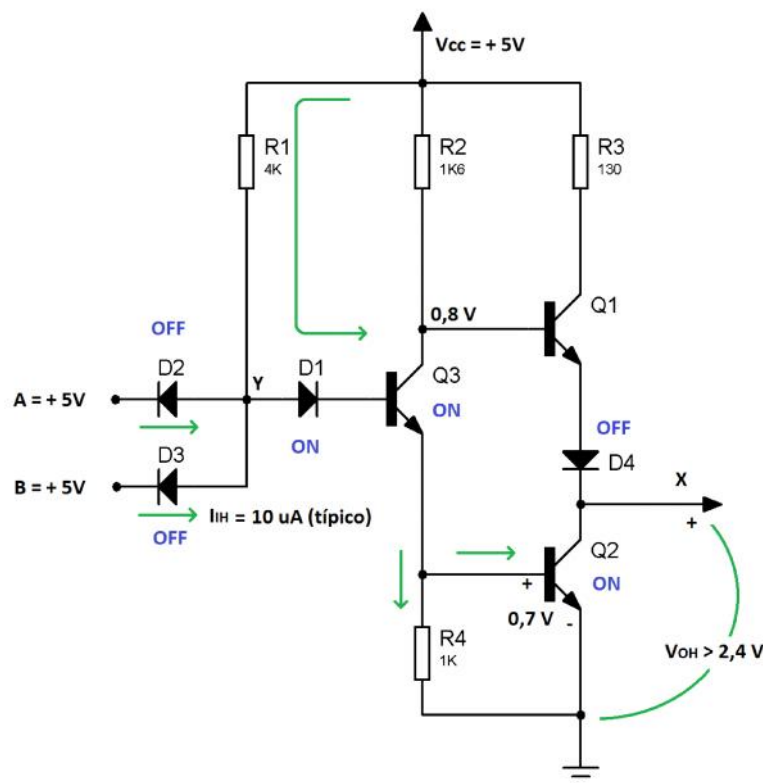 Vcc = + 5V
R1
4K
R2
1K6
R3
130
0,8 V
Q1
OFF
D2
Y
D1
Q3
A = + 5V
ON
OFF
ON
D4
D3
X
B = + 5V
IIH = 10 uA (típico)
+
OFF
Q2
+
ON
0,7 V
-
R4
1K
VOH > 2,4 V